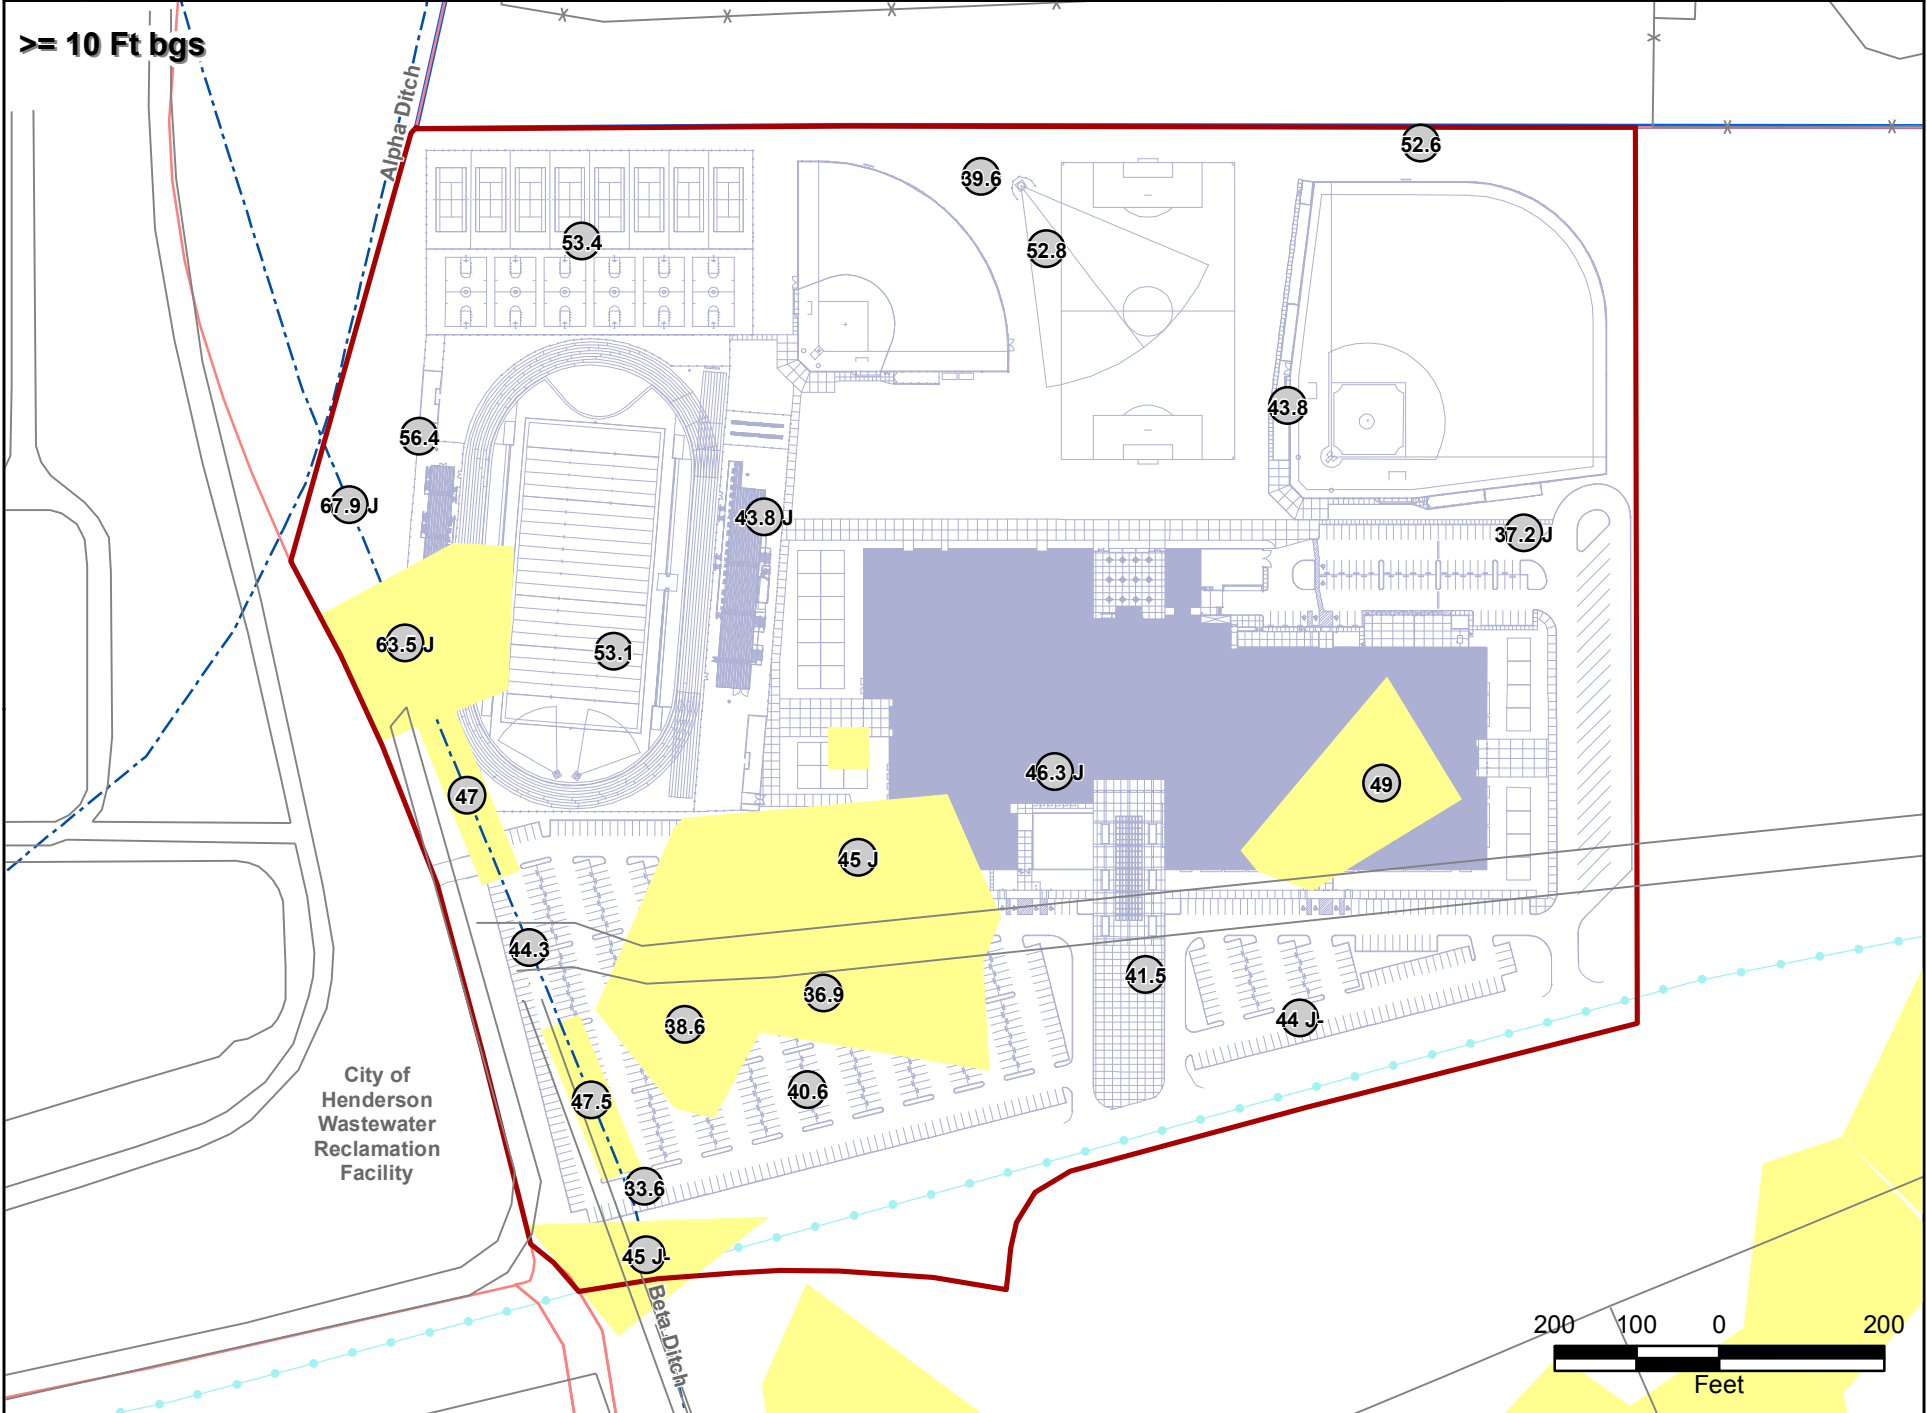 >= 10 Ft bgs
Alpha Ditch
52.6
39.6
53.4
52.8
43.8
56.4
67.9 J
43.8 J
37.2 J
63.5 J
53.1
46.3 J
49
47
45 J
44.3
41.5
36.9
44 J-
38.6
City of
Henderson
Wastewater
Reclamation
Facility
40.6
47.5
33.6
45 J-
Beta Ditch
200 100 0 200
Feet